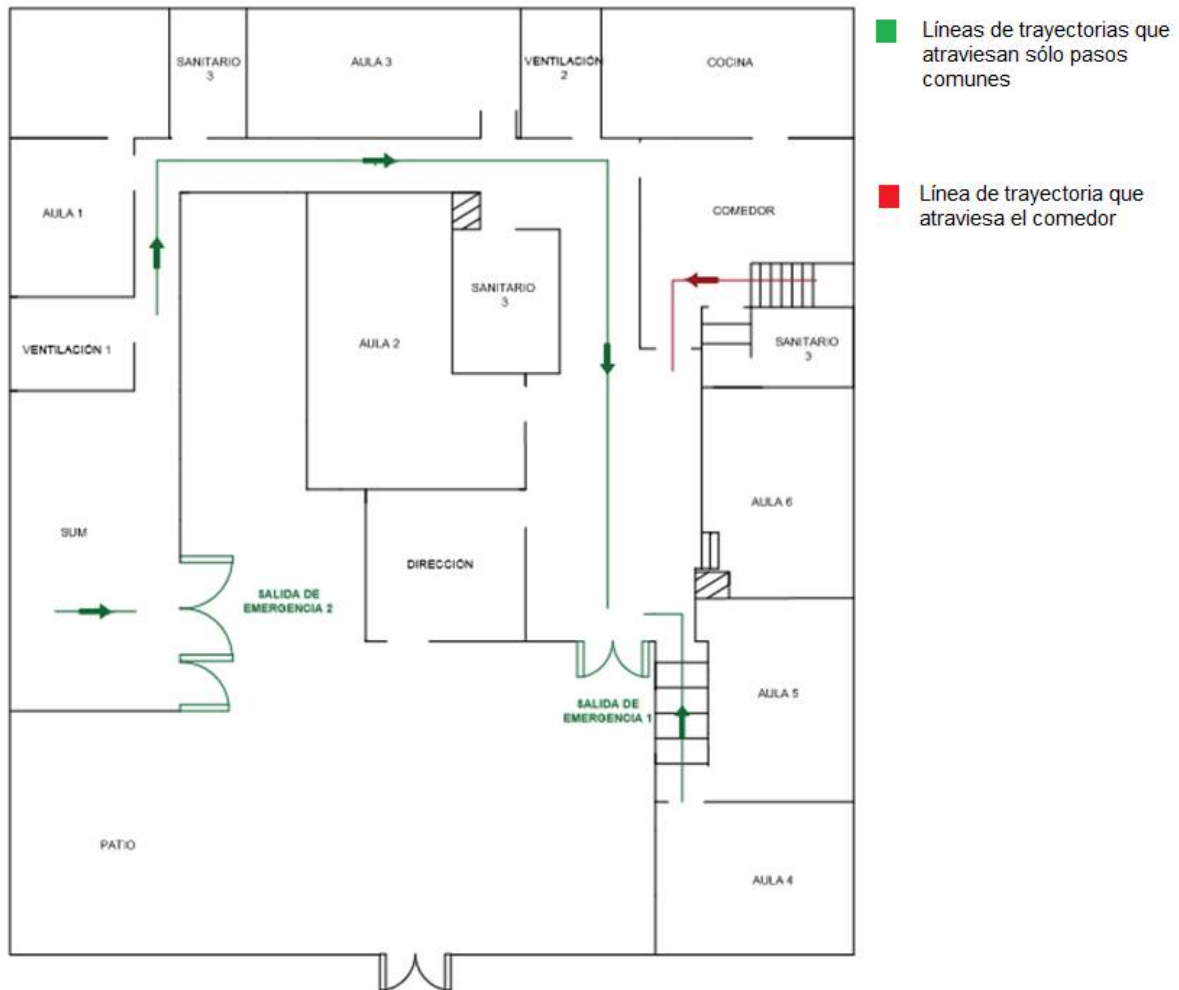 SANITARIO
3
AULA 3
VENTILACIÓN
2
COCINA
Líneas de trayectorias que
atraviesan sólo pasos
comunes
AULA 1
COMEDOR
Línea de trayectoria que
atraviesa el comedor
VENTILACIÓN 1
AULA 2
SANITARIO
3
SANITARIO
3
SUM
AULA 6
DIRECCIÓN
SALIDA DE
EMERGENCIA 2
SALIDA DE
EMERGENCIA 1
AULA 5
PATIO
AULA 4